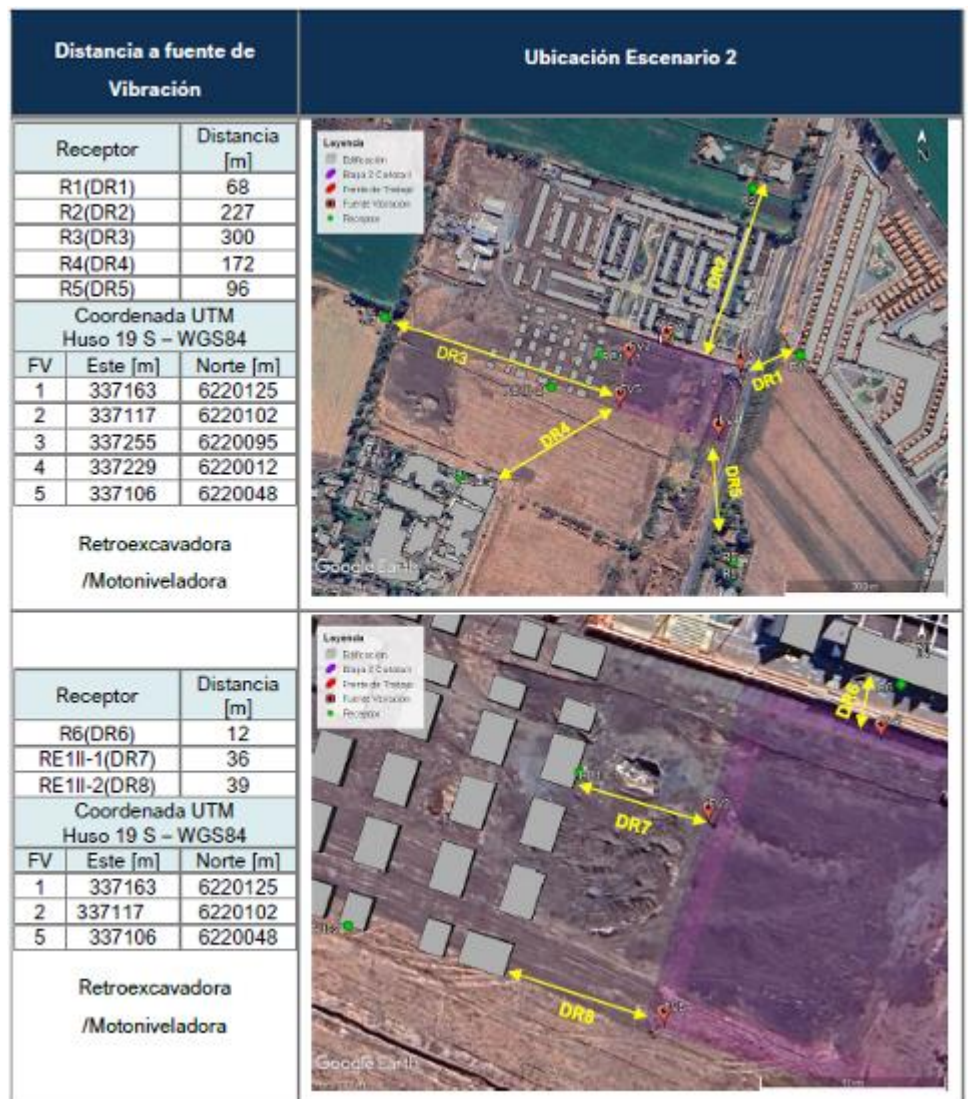 Distancia a fuente de
Vibración
Ubicación Escenario 2
Receptor Distancia [m]
R1(DR1) 68
R2(DR2) 227
R3(DR3) 300
R4(DR4) 172
R5(DR5) 96
Coordenada UTM
Huso 19 S – WGS84
FV Este [m] Norte [m]
1 337163 6220125
2 337117 6220102
3 337255 6220095
4 337229 6220012
5 337106 6220048
Retroexcavadora
/Motoniveladora
Leyenda
Edificación
Frente de Trabajo
Fuente Vibración
Receptor
N
DR2
DR3
DR1
DR4
DR5
Google Earth
Receptor Distancia [m]
R6(DR6) 12
RE1II-1(DR7) 36
RE1II-2(DR8) 39
Coordenada UTM
Huso 19 S – WGS84
FV Este [m] Norte [m]
1 337163 6220125
2 337117 6220102
5 337106 6220048
Retroexcavadora
/Motoniveladora
Leyenda
Edificación
Frente de Trabajo
Fuente Vibración
Receptor
DR6
DR7
DR8
Google Earth